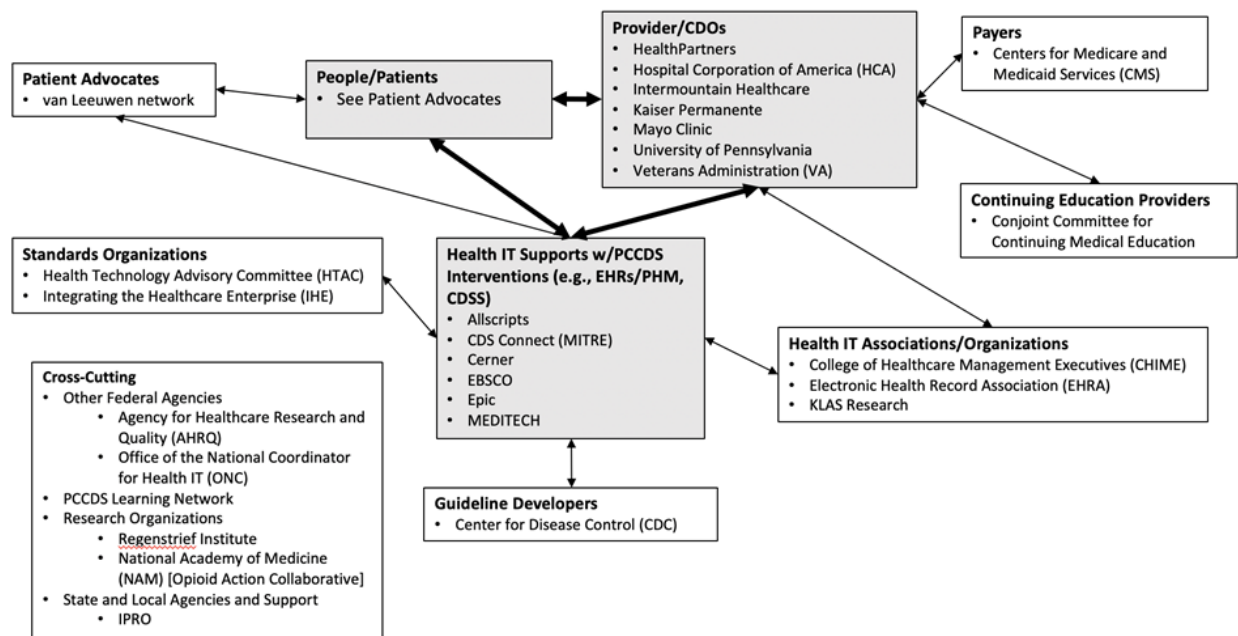 Patient Advocates
• van Leeuwen network
People/Patients
• See Patient Advocates
Provider/CDOs
• HealthPartners
• Hospital Corporation of America (HCA)
• Intermountain Healthcare
• Kaiser Permanente
• Mayo Clinic
• University of Pennsylvania
• Veterans Administration (VA)
Payers
• Centers for Medicare and
Medicaid Services (CMS)
Continuing Education Providers
• Conjoint Committee for
Continuing Medical Education
Standards Organizations
• Health Technology Advisory Committee (HTAC)
• Integrating the Healthcare Enterprise (IHE)
Health IT Supports w/PCCDS
Interventions (e.g., EHRs/PHM,
CDSS)
• Allscripts
• CDS Connect (MITRE)
• Cerner
• EBSCO
• Epic
• MEDITECH
Health IT Associations/Organizations
• College of Healthcare Management Executives (CHIME)
• Electronic Health Record Association (EHRA)
• KLAS Research
Cross-Cutting
• Other Federal Agencies
• Agency for Healthcare Research and
Quality (AHRQ)
• Office of the National Coordinator
for Health IT (ONC)
• PCCDS Learning Network
• Research Organizations
• Regenstrief Institute
• National Academy of Medicine
(NAM) [Opioid Action Collaborative]
• State and Local Agencies and Support
• IPRO
Guideline Developers
• Center for Disease Control (CDC)